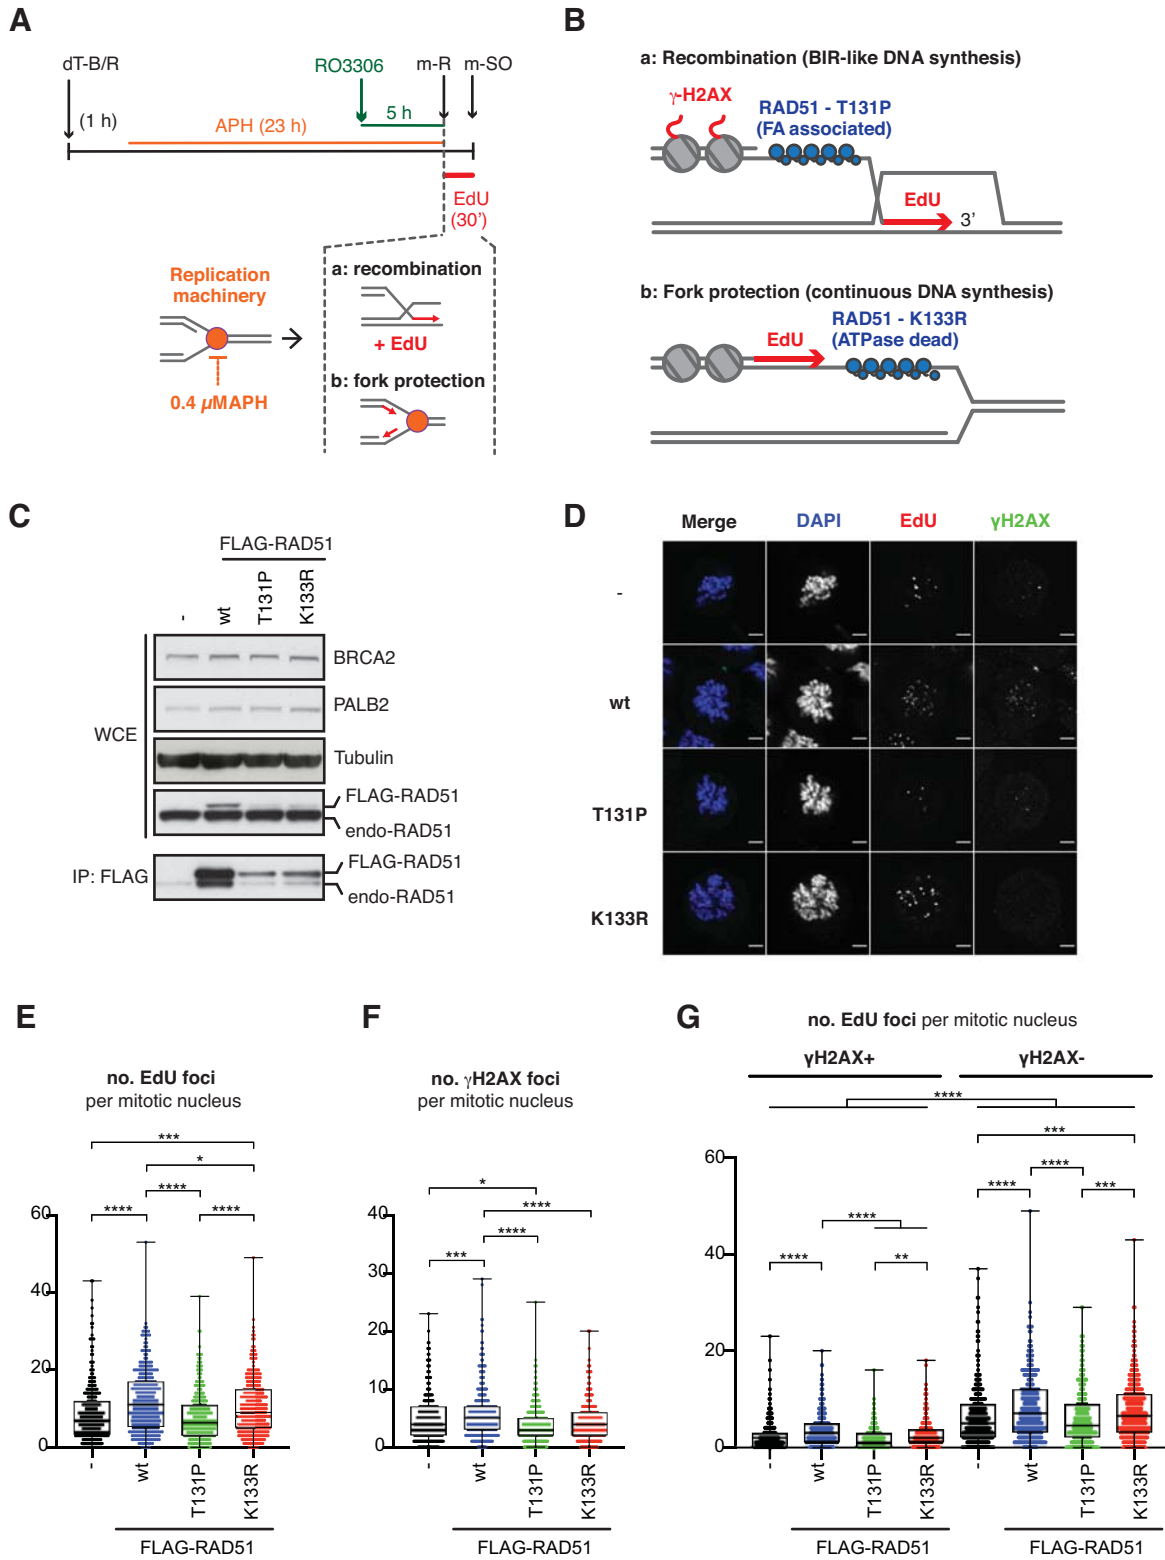 A
dT-B/R
RO3306
m-R
m-SO
(1 h)
APH (23 h)
5 h
EdU
(30')
Replication
machinery
0.4 µMAPH
a: recombination
+ EdU
b: fork protection
B
a: Recombination (BIR-like DNA synthesis)
γ-H2AX
RAD51 - T131P
(FA associated)
EdU
3'
b: Fork protection (continuous DNA synthesis)
RAD51 - K133R
(ATPase dead)
EdU
C
FLAG-RAD51
-
wt
T131P
K133R
WCE
BRCA2
PALB2
Tubulin
FLAG-RAD51
endo-RAD51
IP: FLAG
FLAG-RAD51
endo-RAD51
D
Merge
DAPI
EdU
γH2AX
-
wt
T131P
K133R
E
no. EdU foci
per mitotic nucleus
***
*
****
**** ****
60
40
20
0
-
wt
T131P
K133R
FLAG-RAD51
F
no. γH2AX foci
per mitotic nucleus
*
****
****
***
40
30
20
10
0
-
wt
T131P
K133R
FLAG-RAD51
G
no. EdU foci per mitotic nucleus
γH2AX+
γH2AX-
****
***
****
**** ***
****
**** **
60
40
20
0
-
wt
T131P
K133R
-
wt
T131P
K133R
FLAG-RAD51
FLAG-RAD51